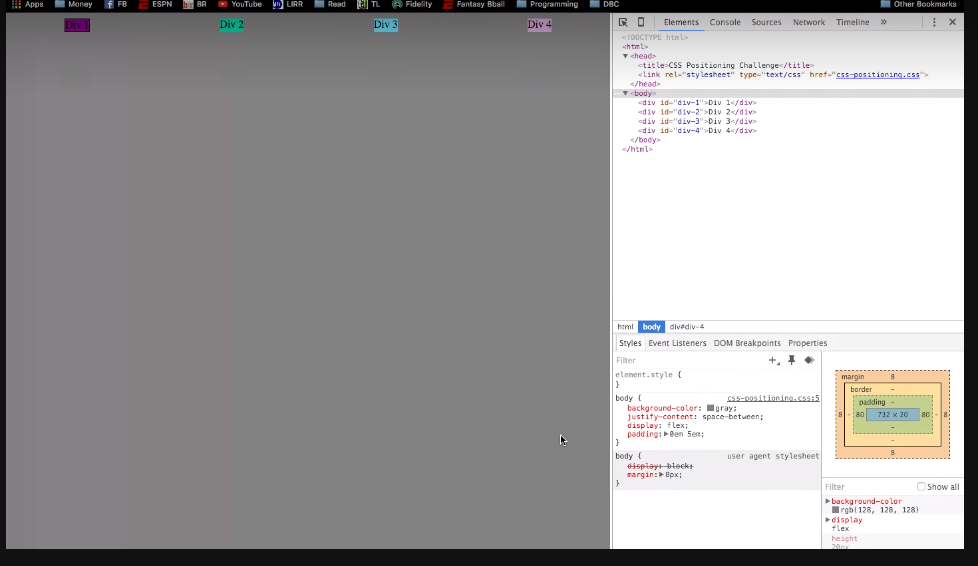 Apps Money FB ESPN BR YouTube LIRR Read TL Fidelity Fantasy Bball Programming DBC Other Bookmarks
Div 1 Div 2 Div 3 Div 4
Elements Console Sources Network Timeline »
<!DOCTYPE html>
<html>
▼<head>
<title>CSS Positioning Challenge</title>
<link rel="stylesheet" type="text/css" href="css-positioning.css">
</head>
▼<body>
<div id="div-1">Div 1</div>
<div id="div-2">Div 2</div>
<div id="div-3">Div 3</div>
<div id="div-4">Div 4</div>
</body>
</html>
html body div#div-4
Styles Event Listeners DOM Breakpoints Properties
Filter
element.style {
}
body { css-positioning.css:5
background-color: gray;
justify-content: space-between;
display: flex;
padding:▶0em 5em;
}
body { user agent stylesheet
display: block;
margin:▶8px;
}
margin 8
border -
padding -
8 - 80 732 × 20 80 - 8
-
-
8
Filter Show all
▶background-color
rgb(128, 128, 128)
▶display
flex
height
20px